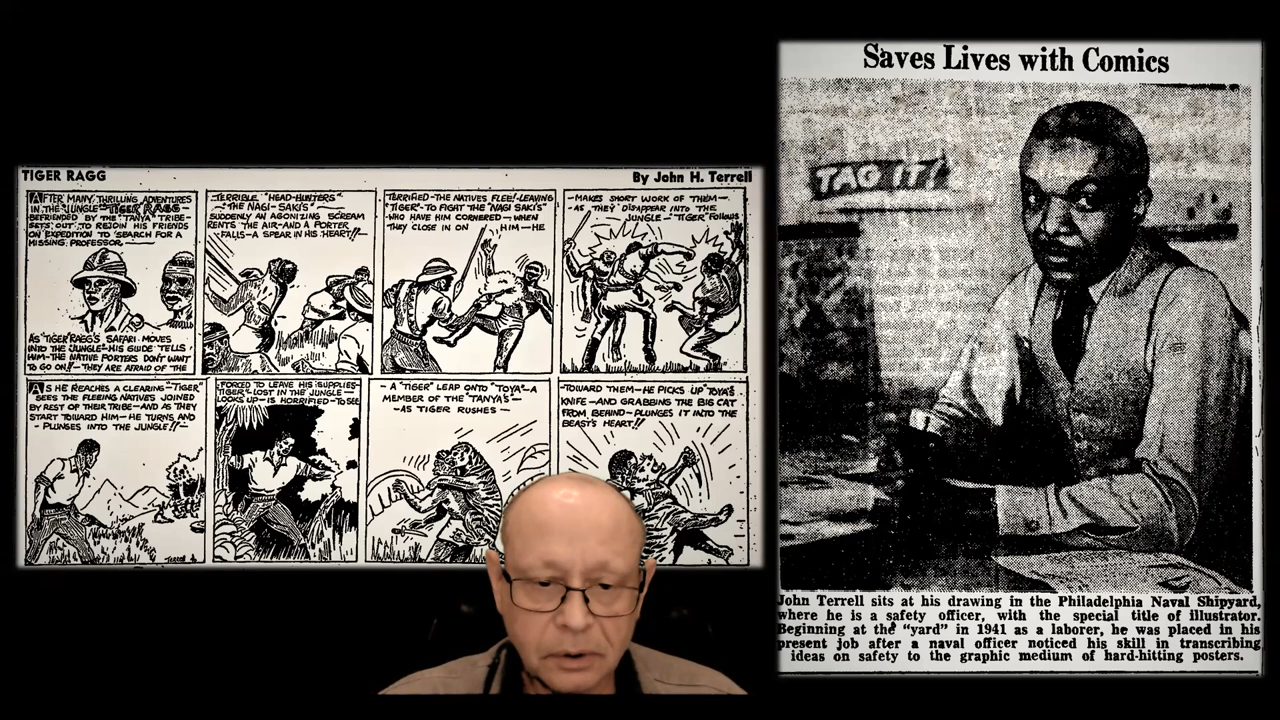 TIGER RAGG
By John H. Terrell
AFTER MANY THRILLING ADVENTURES
IN THE JUNGLE "TIGER RAGG"
BEFRIENDED BY THE "TANYA" TRIBE-
SETS OUT TO REJOIN HIS FRIENDS
ON EXPEDITION TO SEARCH FOR A
MISSING PROFESSOR.
AS "TIGER RAGG'S SAFARI MOVES
INTO THE JUNGLE-HIS GUIDE TELLS
HIM-THE NATIVE PORTERS DON'T WANT
TO GO ON!!-THEY ARE AFRAID OF THE
TERRIBLE "HEAD-HUNTERS"
-THE NAGI-SAKI'S-
SUDDENLY AN AGONIZING SCREAM
RENTS THE AIR-AND A PORTER
FALLS-A SPEAR IN HIS HEART!!-
TERRIFIED-THE NATIVES FLEE!-LEAVING
"TIGER"-TO FIGHT THE "NAGI SAKI'S"
-WHO HAVE HIM CORNERED-WHEN
THEY CLOSE IN ON HIM-HE
-MAKES SHORT WORK OF THEM-
AS THEY DISAPPEAR INTO THE
JUNGLE-"TIGER" FOLLOWS
AS HE REACHES A CLEARING-"TIGER"
SEES THE FLEEING NATIVES JOINED
BY REST OF THEIR TRIBE-AND AS THEY
START TOWARD HIM-HE TURNS AND
-PLUNGES INTO THE JUNGLE!!-
TERRELL
FORCED TO LEAVE HIS SUPPLIES-
"TIGER"-LOST IN THE JUNGLE-
LOOKS UP-IS HORRIFIED-TO SEE
-A "TIGER" LEAP ONTO "TOYA"-A
MEMBER OF THE "TANYA'S"-
-AS TIGER RUSHES-
TOWARD THEM-HE PICKS UP "TOYA'S
KNIFE-AND GRABBING THE BIG CAT
FROM BEHIND-PLUNGES IT INTO THE
BEAST'S HEART!!
Saves Lives with Comics
TAG IT!
John Terrell sits at his drawing in the Philadelphia Naval Shipyard,
where he is a safety officer, with the special title of illustrator.
Beginning at the "yard" in 1941 as a laborer, he was placed in his
present job after a naval officer noticed his skill in transcribing
ideas on safety to the graphic medium of hard-hitting posters.